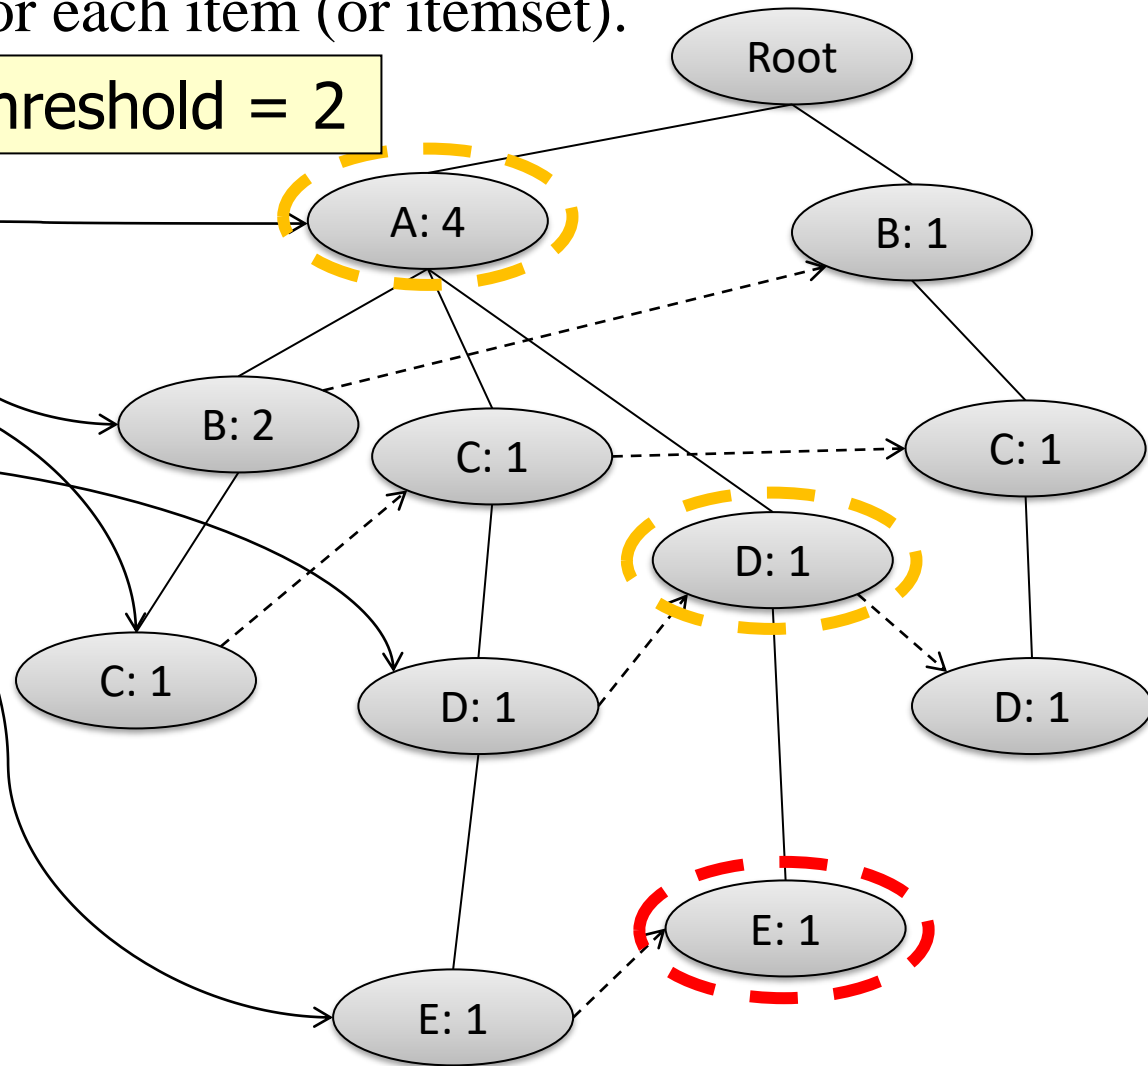 or each item (or itemset).
Root
hreshold = 2
A: 4
B: 1
B: 2
C: 1
C: 1
D: 1
C: 1
D: 1
D: 1
E: 1
E: 1